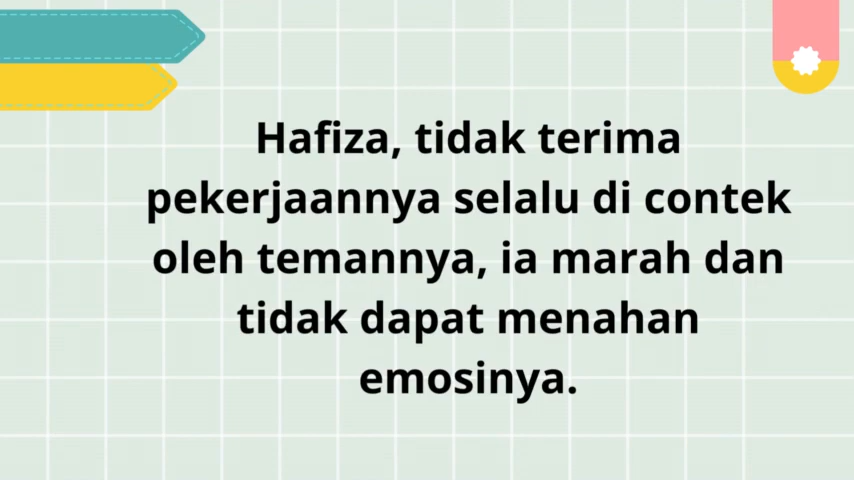 Hafiza, tidak terima
pekerjaannya selalu di contek
oleh temannya, ia marah dan
tidak dapat menahan
emosinya.